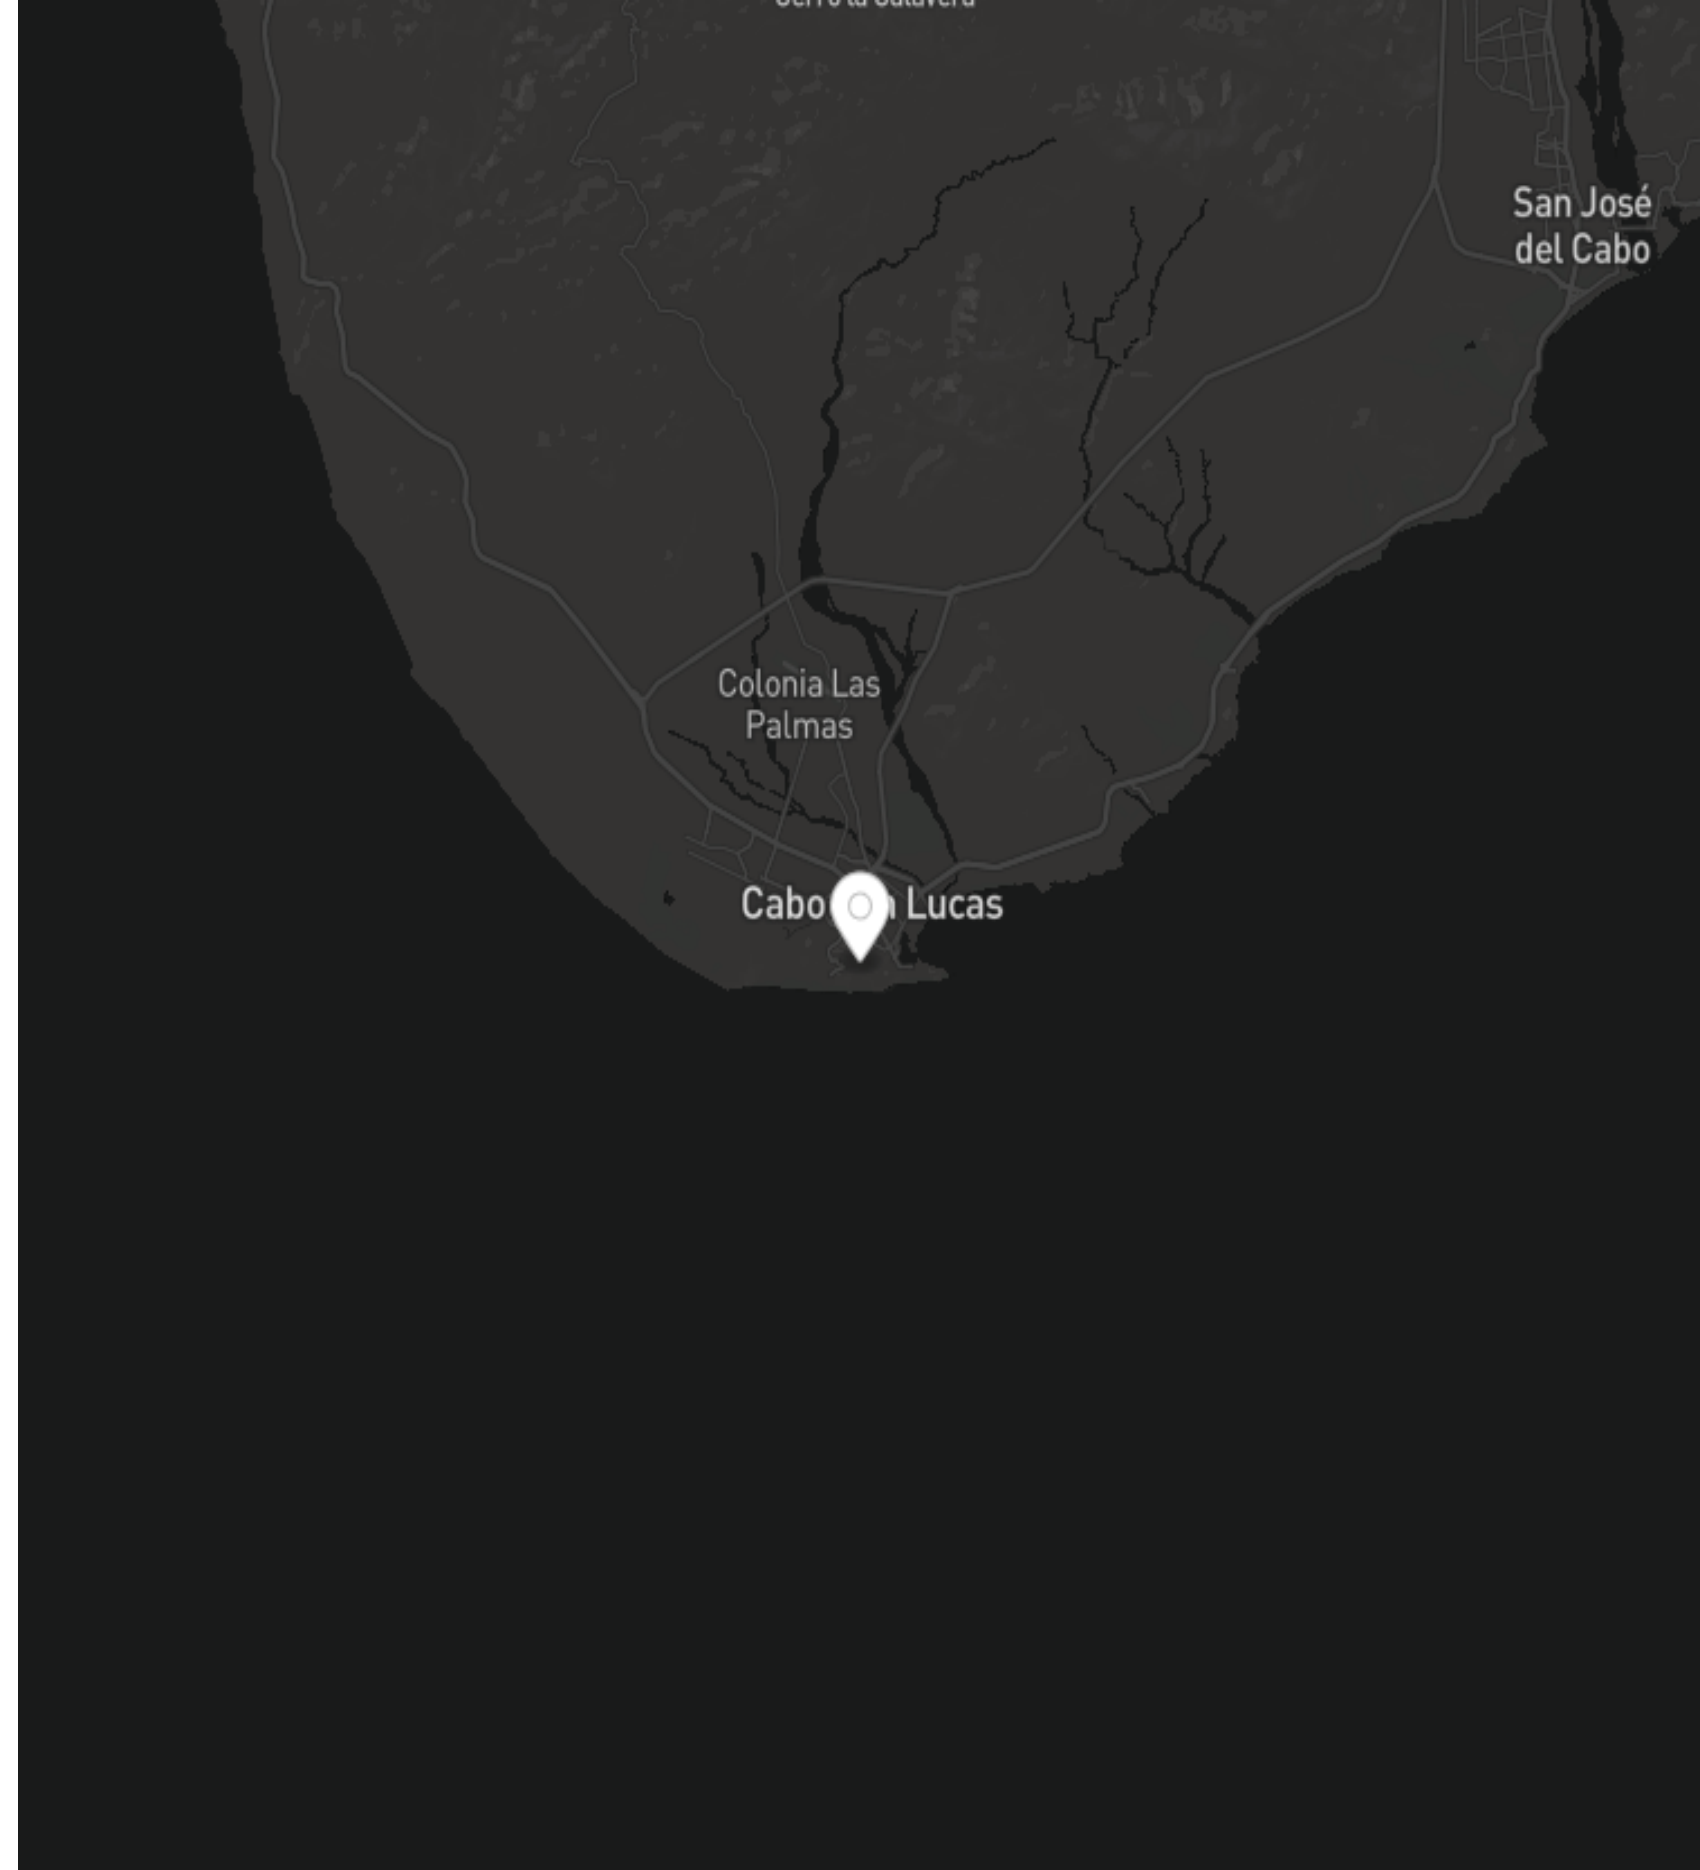 San José
del Cabo
Colonia Las
Palmas
Cabo Lucas